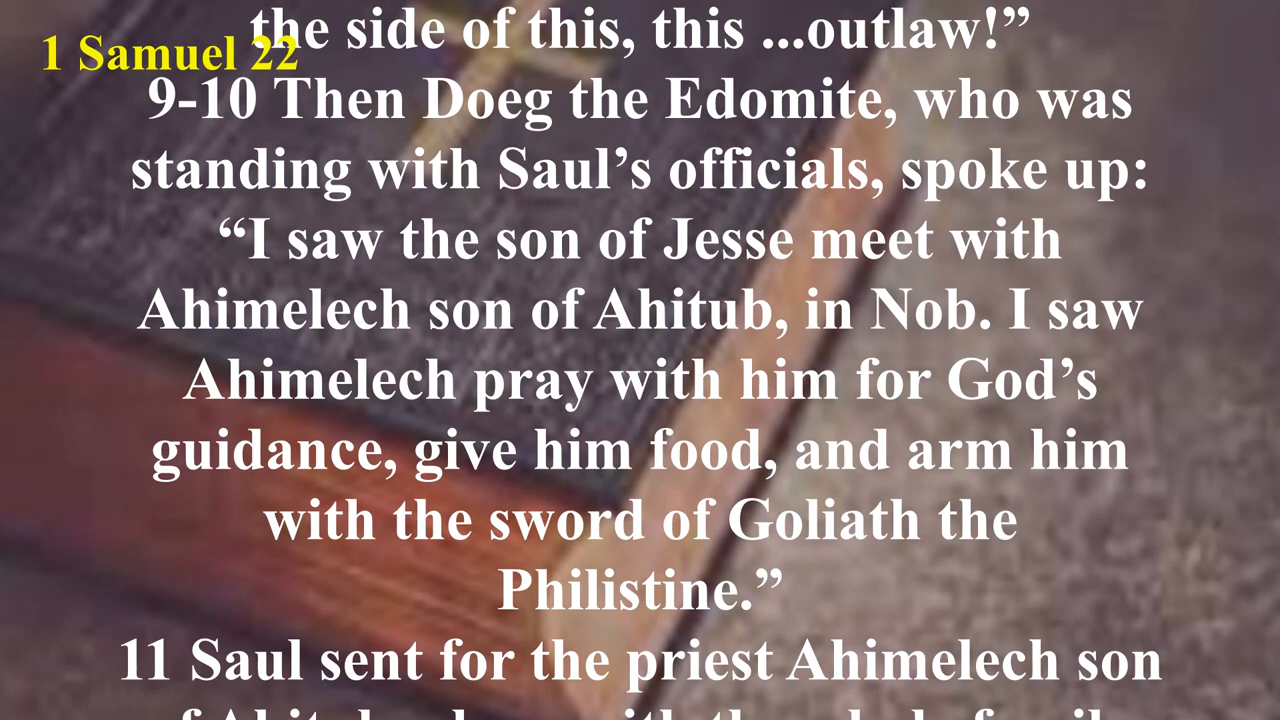 the side of this, this ...outlaw!”
1 Samuel 22
9-10 Then Doeg the Edomite, who was
standing with Saul’s officials, spoke up:
“I saw the son of Jesse meet with
Ahimelech son of Ahitub, in Nob. I saw
Ahimelech pray with him for God’s
guidance, give him food, and arm him
with the sword of Goliath the
Philistine.”
11 Saul sent for the priest Ahimelech son